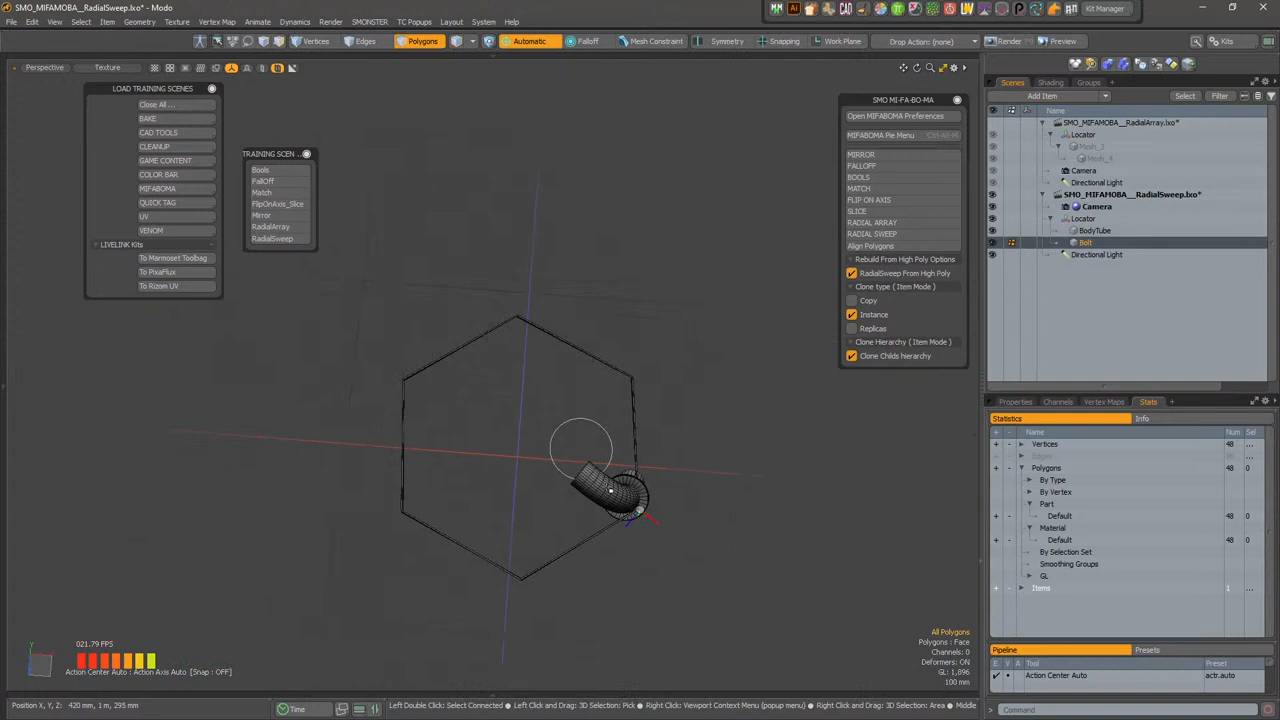 SMO_MIFAMOBA__RadialSweep.lxo* - Modo
File Edit View Select Item Geometry Texture Vertex Map Animate Dynamics Render SMONSTER TC Popups Layout System Help
Kit Manager
Vertices Edges Polygons Automatic Falloff Mesh Constraint Symmetry Snapping Work Plane Drop Action: (none) Render Preview Kits
Perspective Texture
LOAD TRAINING SCENES
Close All ...
BAKE
CAD TOOLS
CLEANUP
GAME CONTENT
COLOR BAR
MIFABOMA
QUICK TAG
UV
VENOM
LIVELINK Kits
To Marmoset Toobag
To PixaFlux
To Rizom UV
TRAINING SCEN ...
Bools
FallOff
Match
FlipOnAxis_Slice
Mirror
RadialArray
RadialSweep
SMO MI-FA-BO-MA
Open MIFABOMA Preferences
MIFABOMA Pie Menu Ctrl-Alt-M
MIRROR
FALLOFF
BOOLS
MATCH
FLIP ON AXIS
SLICE
RADIAL ARRAY
RADIAL SWEEP
Align Polygons
Rebuild From High Poly Options
RadialSweep From High Poly
Clone type ( Item Mode )
Copy
Instance
Replicas
Clone Hierarchy ( Item Mode )
Clone Childs hierarchy
Scenes Shading Groups +
Add Item Select Filter
Name
SMO_MIFAMOBA__RadialArray.lxo*
Locator
Mesh_3
Mesh_4
Camera
Directional Light
SMO_MIFAMOBA__RadialSweep.lxo*
Camera
Locator
BodyTube
Bolt
Directional Light
Properties Channels Vertex Maps Stats +
Statistics Info
+ - Name Num Sel
+ - Vertices 48 ...
+ - Polygons 48 0
By Type
By Vertex
Part
+ - Default 48 0
Material
+ - Default 48 0
By Selection Set
Smoothing Groups
GL
+ - Items 1 ...
Pipeline Presets
E V A Tool Preset
Action Center Auto actr.auto
Command
All Polygons
Polygons : Face
Channels: 0
Deformers: ON
GL: 1,896
100 mm
021.79 FPS
Action Center Auto : Action Axis Auto [Snap : OFF]
Position X, Y, Z: 420 mm, 1 m, 295 mm
Time
Left Double Click: Select Connected Left Click and Drag: 3D Selection: Pick Right Click: Viewport Context Menu (popup menu) Right Click and Drag: 3D Selection: Area Middle